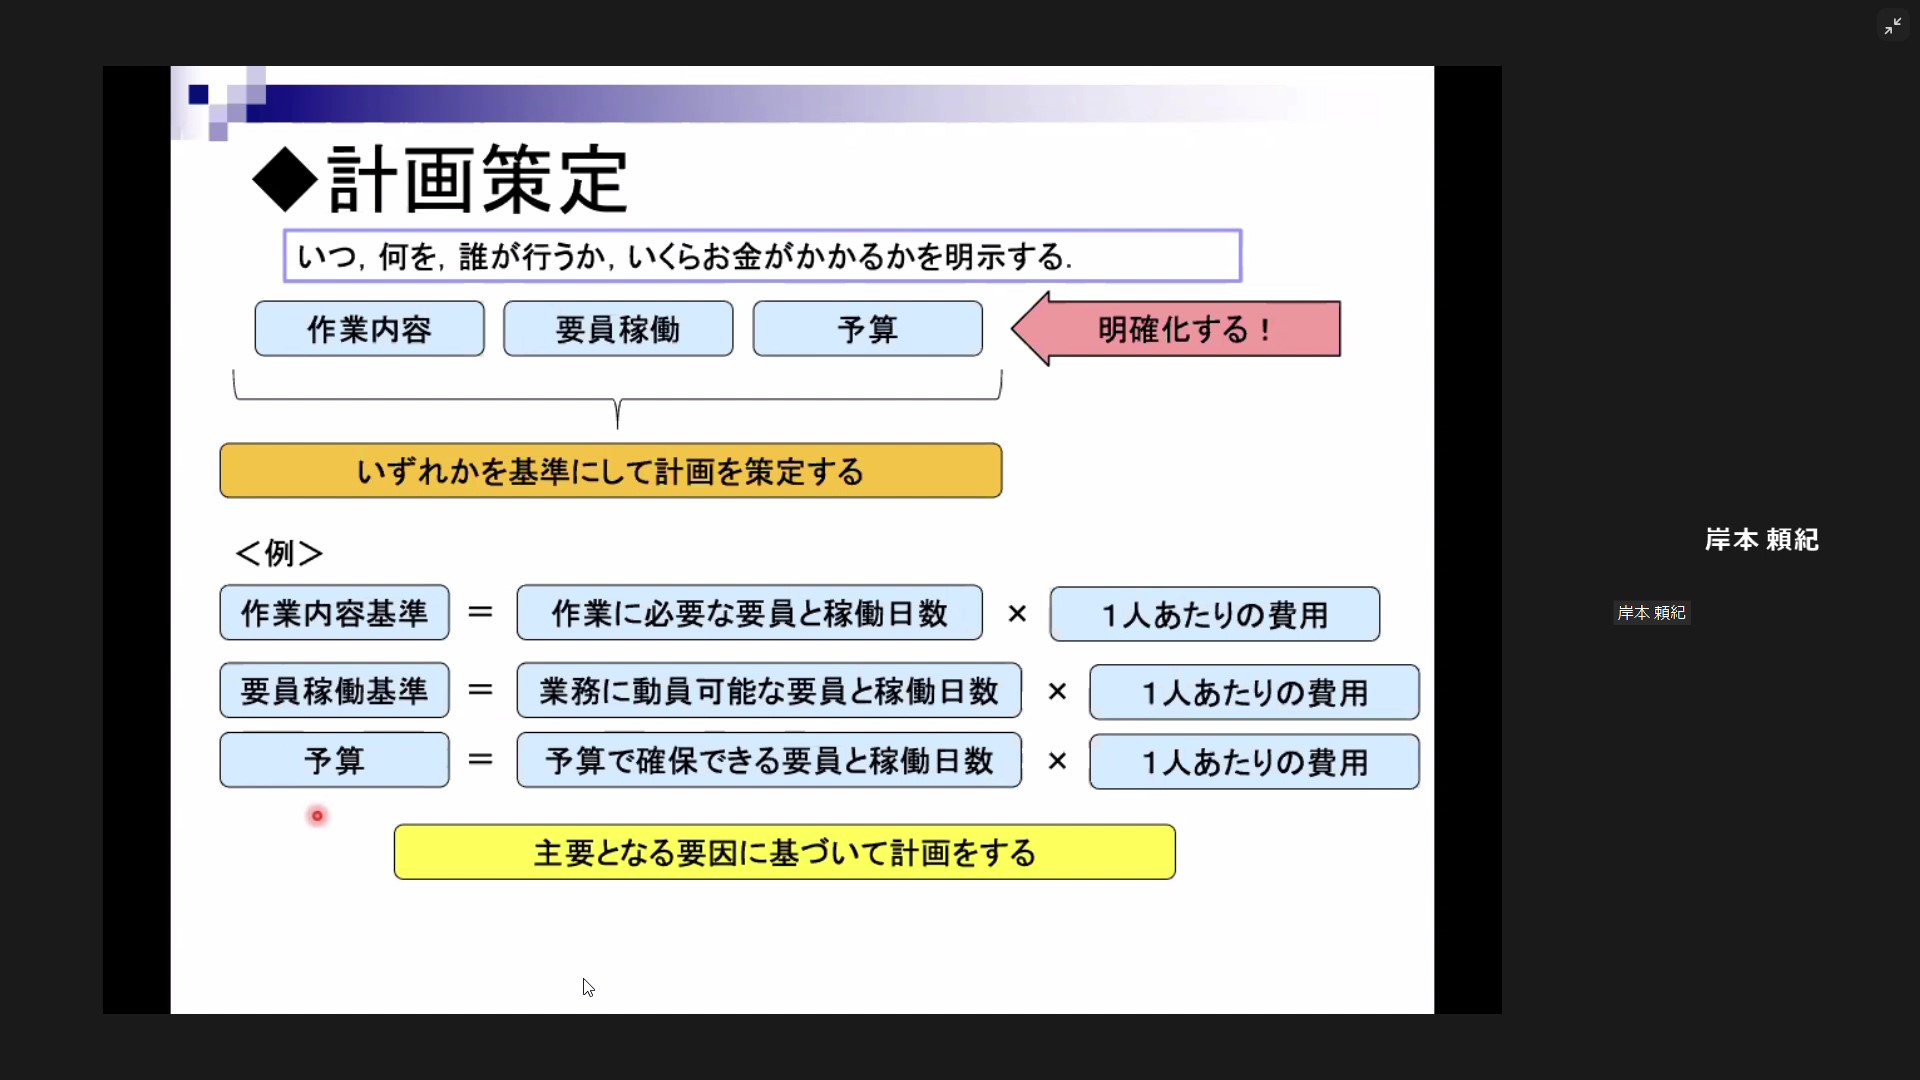 ◆計画策定
いつ, 何を, 誰が行うか, いくらお金がかかるかを明示する.
作業内容 要員稼働 予算 明確化する！
いずれかを基準にして計画を策定する
＜例＞
作業内容基準 ＝ 作業に必要な要員と稼働日数 × １人あたりの費用
要員稼働基準 ＝ 業務に動員可能な要員と稼働日数 × １人あたりの費用
予算 ＝ 予算で確保できる要員と稼働日数 × １人あたりの費用
主要となる要因に基づいて計画をする
岸本 頼紀
岸本 頼紀